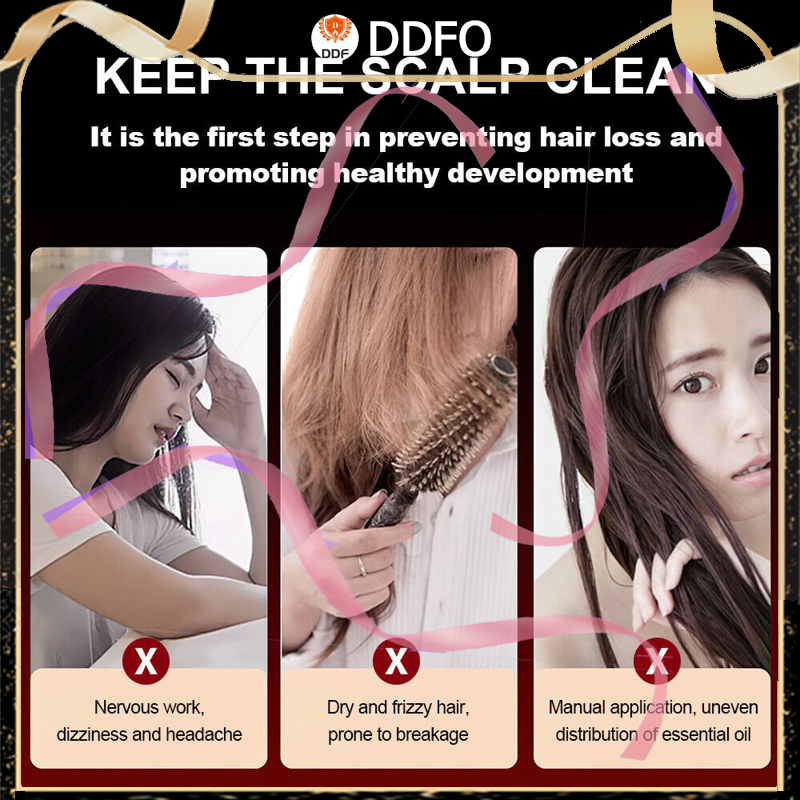 DDFO
DDF
KEEP THE SCALP CLEAN
It is the first step in preventing hair loss and
promoting healthy development
X
X
X
Nervous work,
dizziness and headache
Dry and frizzy hair,
prone to breakage
Manual application, uneven
distribution of essential oil